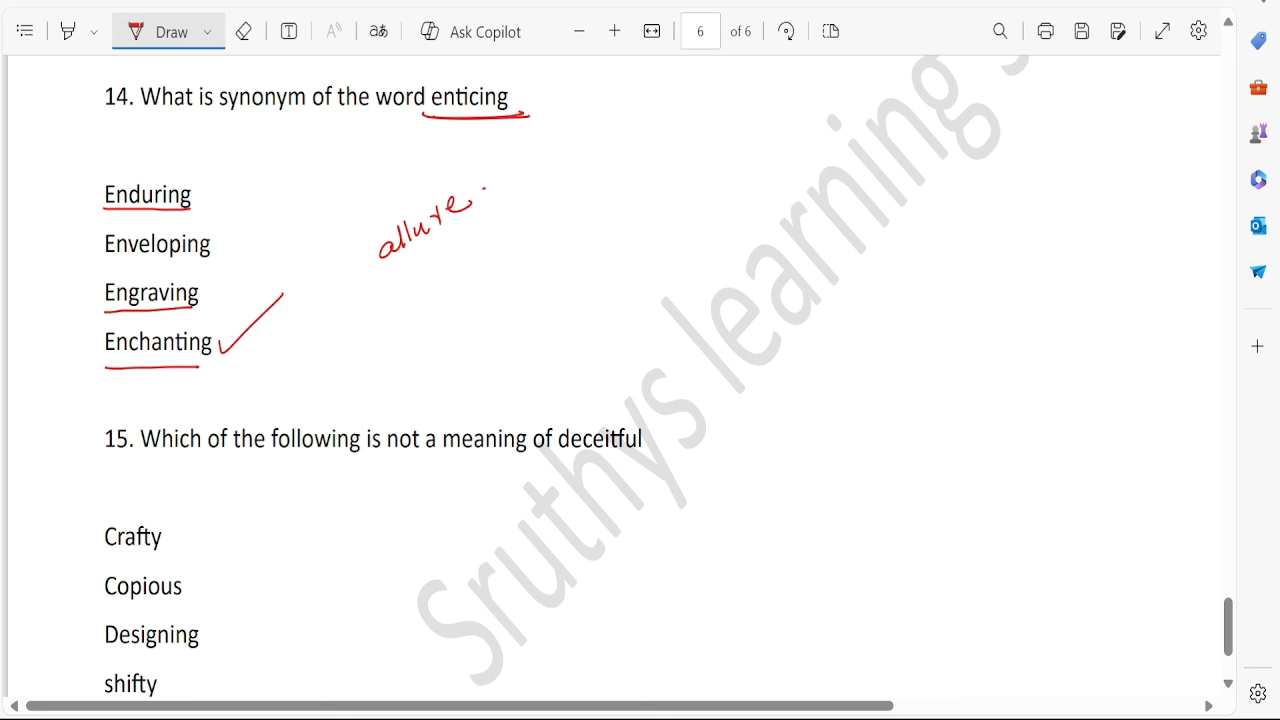 Draw
Ask Copilot
6 of 6
14. What is synonym of the word enticing
Enduring
allure
Enveloping
Engraving
Enchanting
15. Which of the following is not a meaning of deceitful
Crafty
Copious
Designing
shifty
Sruthys learning